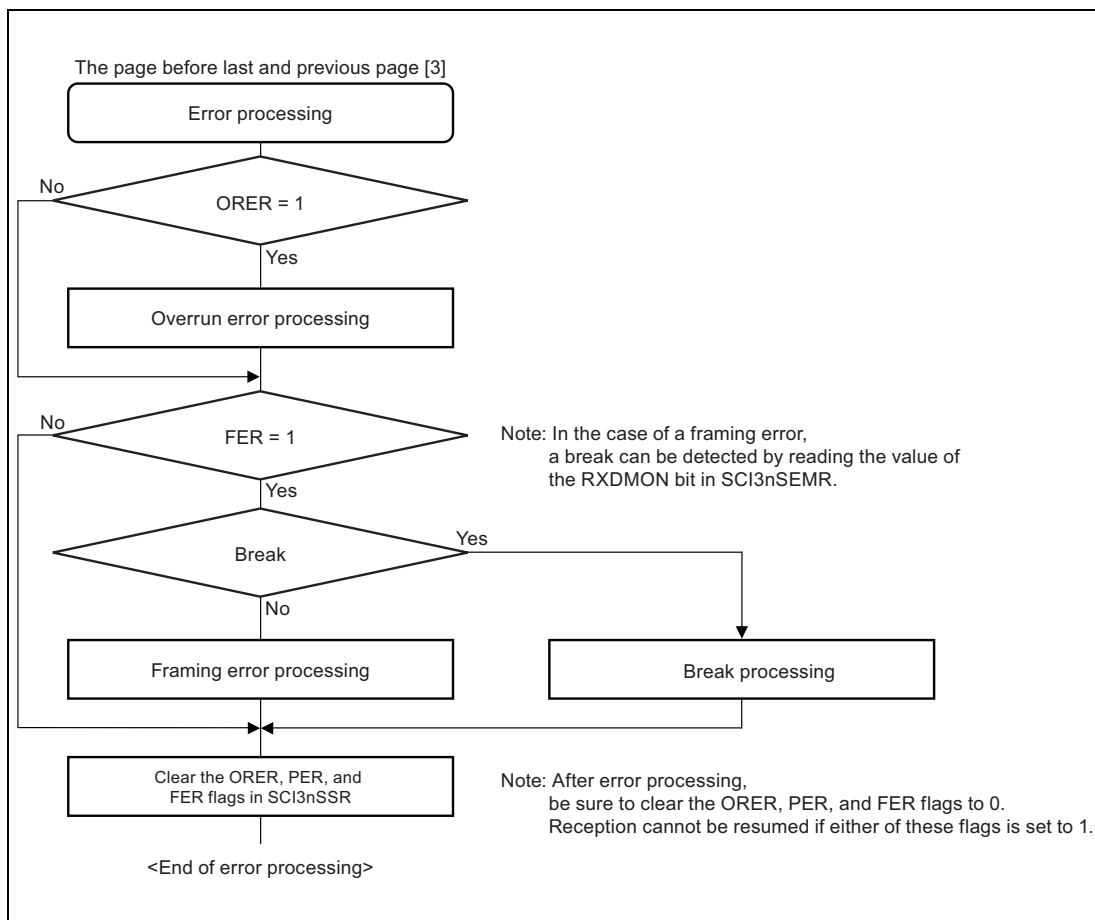 The page before last and previous page [3]
Error processing
No
ORER = 1
Yes
Overrun error processing
No
FER = 1
Note: In the case of a framing error,
a break can be detected by reading the value of
the RXDMON bit in SCI3nSEMR.
Yes
Break
Yes
No
Framing error processing
Break processing
Clear the ORER, PER, and
FER flags in SCI3nSSR
Note: After error processing,
be sure to clear the ORER, PER, and FER flags to 0.
Reception cannot be resumed if either of these flags is set to 1.
<End of error processing>